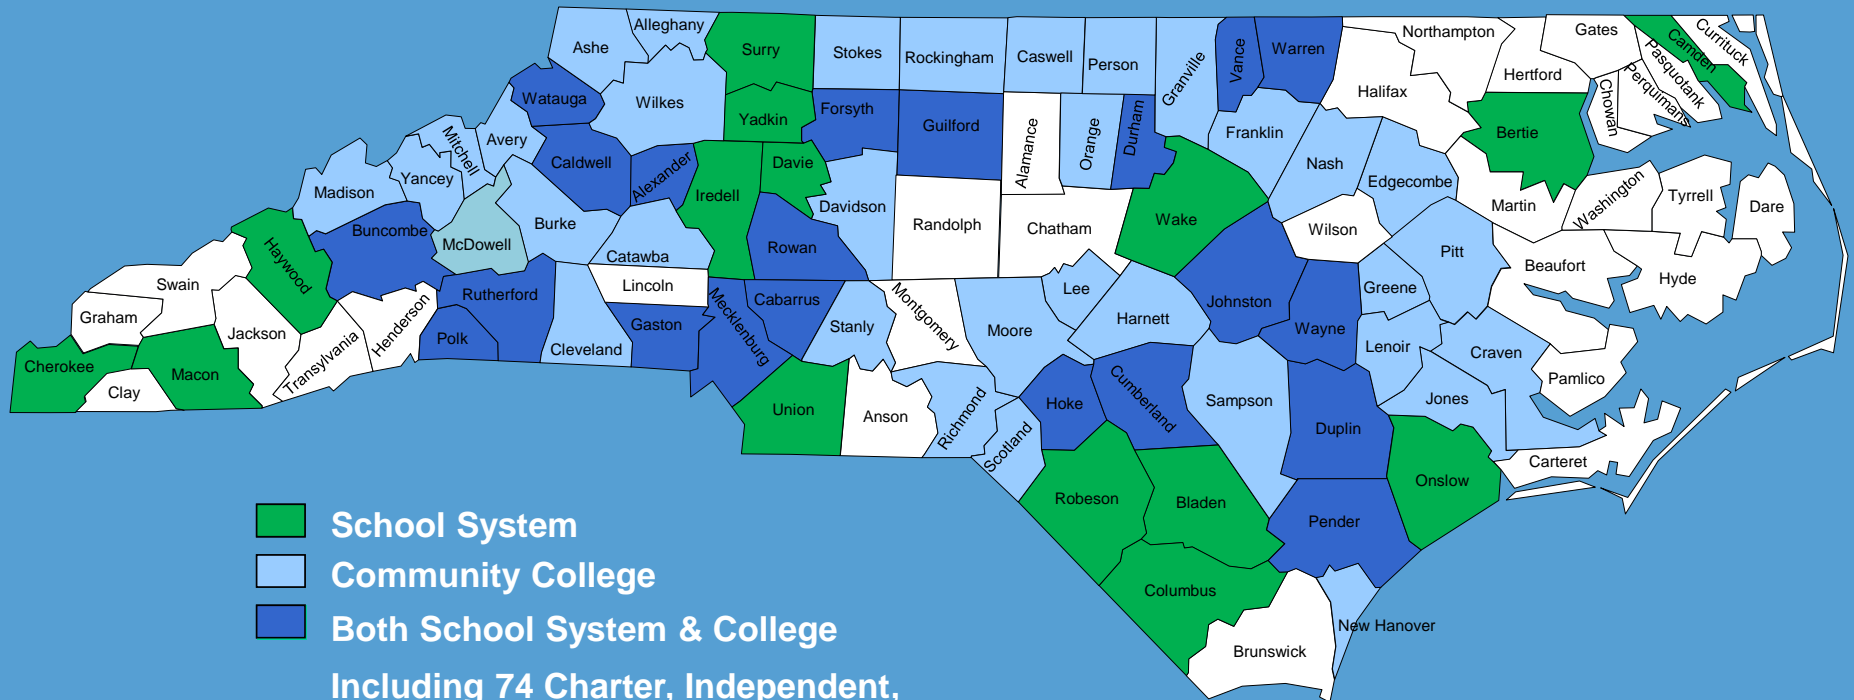 Alleghany
Ashe
Surry
Stokes
Rockingham
Caswell
Person
Granville
Vance
Warren
Northampton
Gates
Camden
Currituck
Pasquotank
Perquimans
Chowan
Hertford
Halifax
Bertie
Watauga
Wilkes
Yadkin
Forsyth
Guilford
Alamance
Orange
Durham
Franklin
Nash
Edgecombe
Martin
Washington
Tyrrell
Dare
Mitchell
Avery
Caldwell
Alexander
Iredell
Davie
Davidson
Randolph
Chatham
Wake
Wilson
Pitt
Beaufort
Hyde
Madison
Yancey
Buncombe
McDowell
Burke
Catawba
Rowan
Haywood
Swain
Graham
Jackson
Transylvania
Henderson
Rutherford
Polk
Cleveland
Lincoln
Gaston
Mecklenburg
Cabarrus
Stanly
Montgomery
Moore
Lee
Harnett
Johnston
Wayne
Greene
Lenoir
Craven
Pamlico
Cherokee
Clay
Macon
Union
Anson
Richmond
Scotland
Hoke
Cumberland
Sampson
Duplin
Jones
Onslow
Carteret
Robeson
Bladen
Pender
Columbus
Brunswick
New Hanover
School System
Community College
Both School System & College
Including 74 Charter, Independent,